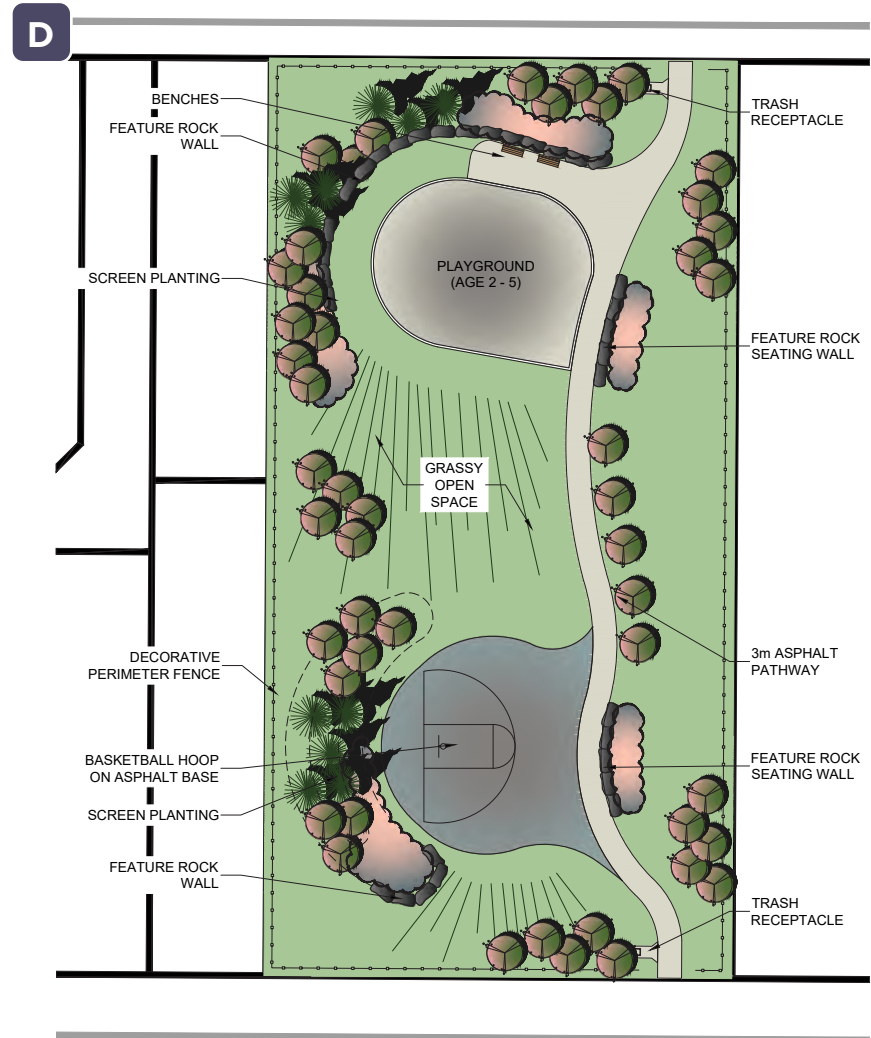 D
BENCHES
FEATURE ROCK
WALL
SCREEN PLANTING
TRASH
RECEPTACLE
PLAYGROUND
(AGE 2 - 5)
FEATURE ROCK
SEATING WALL
GRASSY
OPEN
SPACE
DECORATIVE
PERIMETER FENCE
3m ASPHALT
PATHWAY
BASKETBALL HOOP
ON ASPHALT BASE
FEATURE ROCK
SEATING WALL
SCREEN PLANTING
FEATURE ROCK
WALL
TRASH
RECEPTACLE